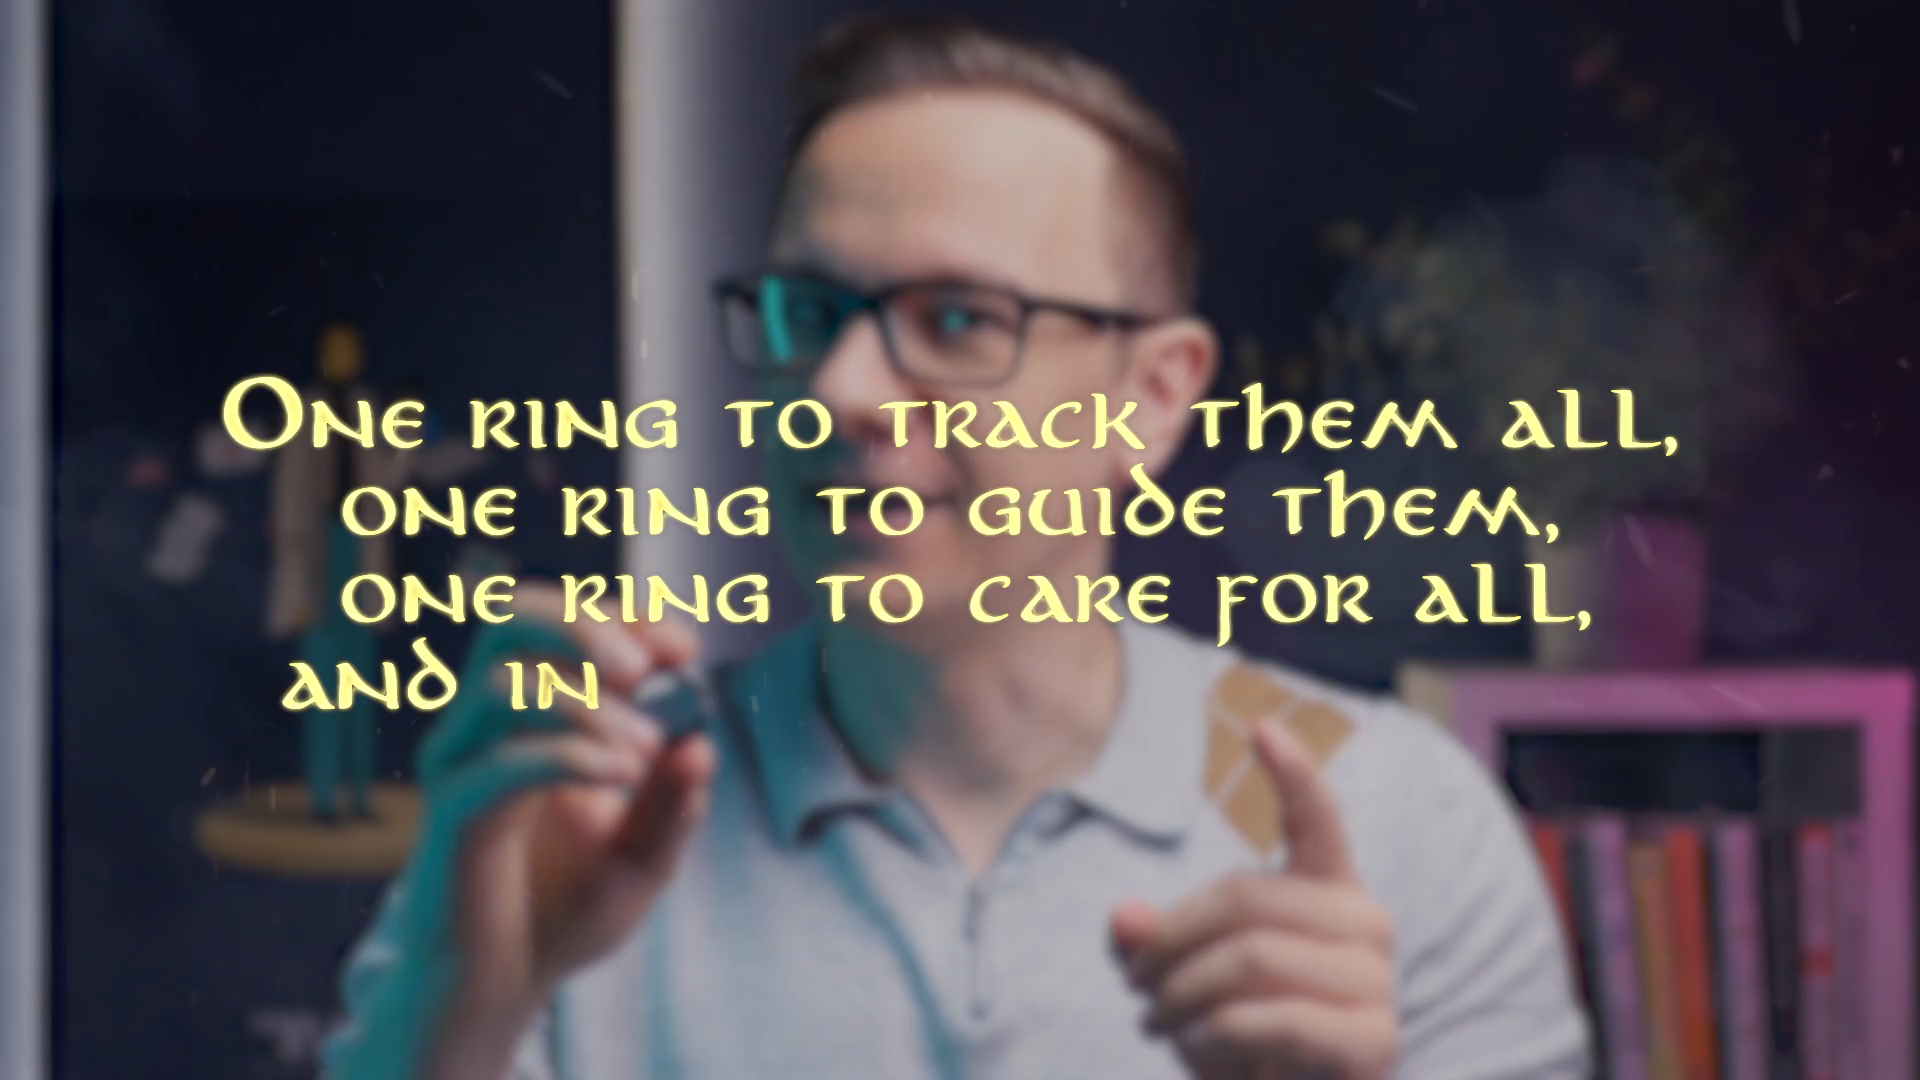 One ring to track them all,
one ring to guide them,
one ring to care for all,
and in